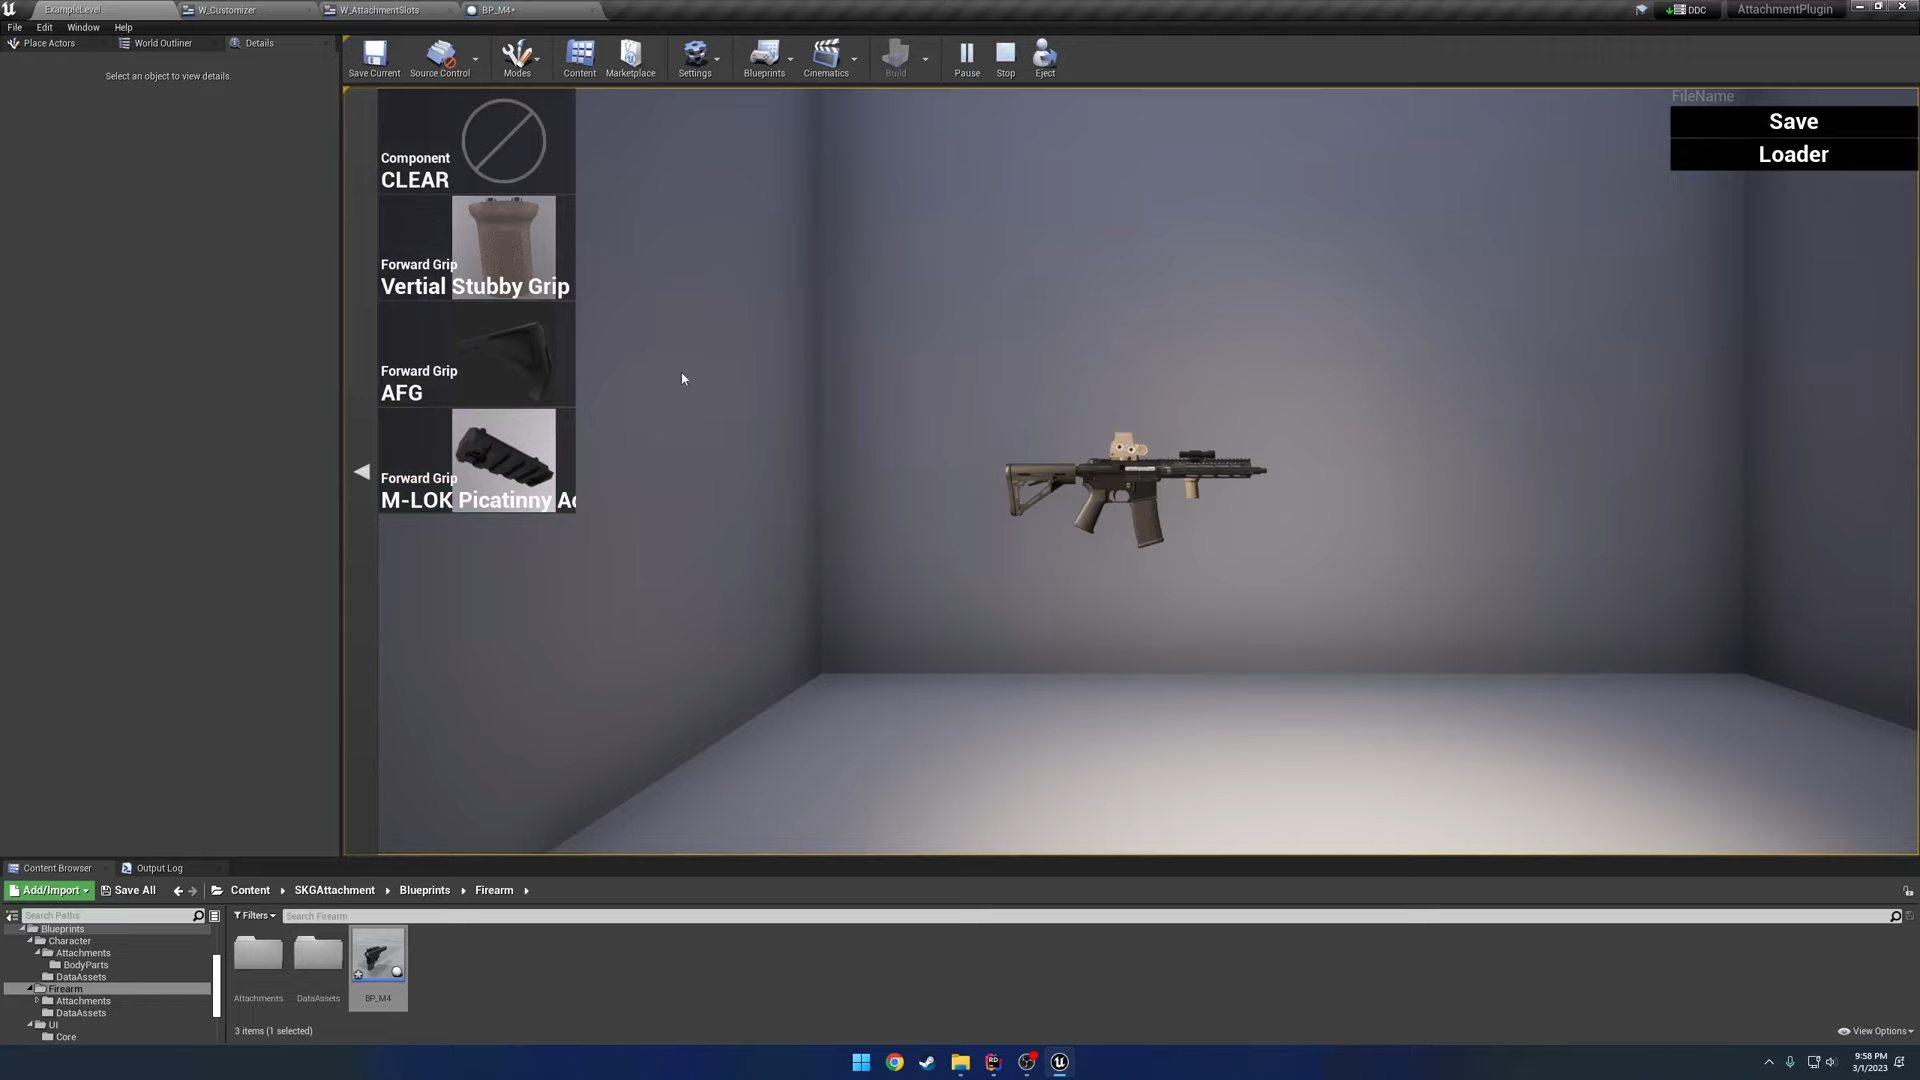 ExampleLevel
W_Customizer
W_AttachmentSlots
BP_M4*
DDC
AttachmentPlugin
File Edit Window Help
Place Actors
World Outliner
Details
Select an object to view details.
Save Current
Source Control
Modes
Content
Marketplace
Settings
Blueprints
Cinematics
Build
Pause
Stop
Eject
FileName
Save
Loader
Component
CLEAR
Forward Grip
Vertial Stubby Grip
Forward Grip
AFG
Forward Grip
M-LOK Picatinny Ad
Content Browser
Output Log
Add/Import
Save All
Content
SKGAttachment
Blueprints
Firearm
Search Paths
Filters
Search Firearm
Blueprints
Character
Attachments
BodyParts
DataAssets
Firearm
Attachments
DataAssets
UI
Core
Attachments
DataAssets
BP_M4
3 items (1 selected)
View Options
RD
9:58 PM
3/1/2023